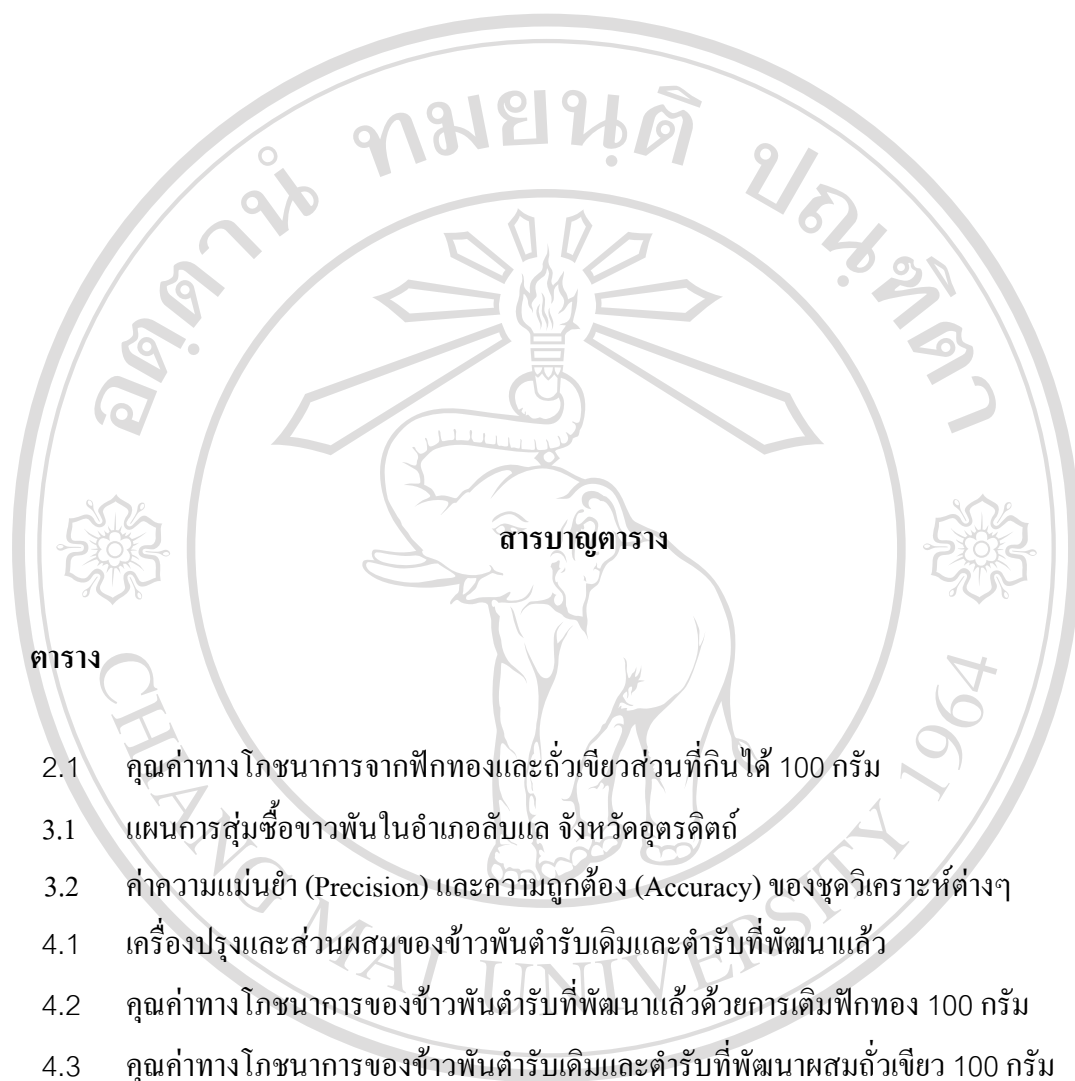 อตฺตานํ ทมยนฺติ ปณฺฑิตา
สารบาญตาราง
ตาราง
2.1 คุณค่าทางโภชนาการจากฟักทองและถั่วเขียวส่วนที่กินได้ 100 กรัม
3.1 แผนการสุ่มซื้อขาวพันในอำเภอลับแล จังหวัดอุตรดิตถ์
3.2 ค่าความแม่นยำ (Precision) และความถูกต้อง (Accuracy) ของชุดวิเคราะห์ต่างๆ
4.1 เครื่องปรุงและส่วนผสมของข้าวพันตำรับเดิมและตำรับที่พัฒนาแล้ว
4.2 คุณค่าทางโภชนาการของข้าวพันตำรับที่พัฒนาแล้วด้วยการเติมฟักทอง 100 กรัม
4.3 คุณค่าทางโภชนาการของข้าวพันตำรับเดิมและตำรับที่พัฒนาผสมถั่วเขียว 100 กรัม
CHIANG MAI UNIVERSITY 1964